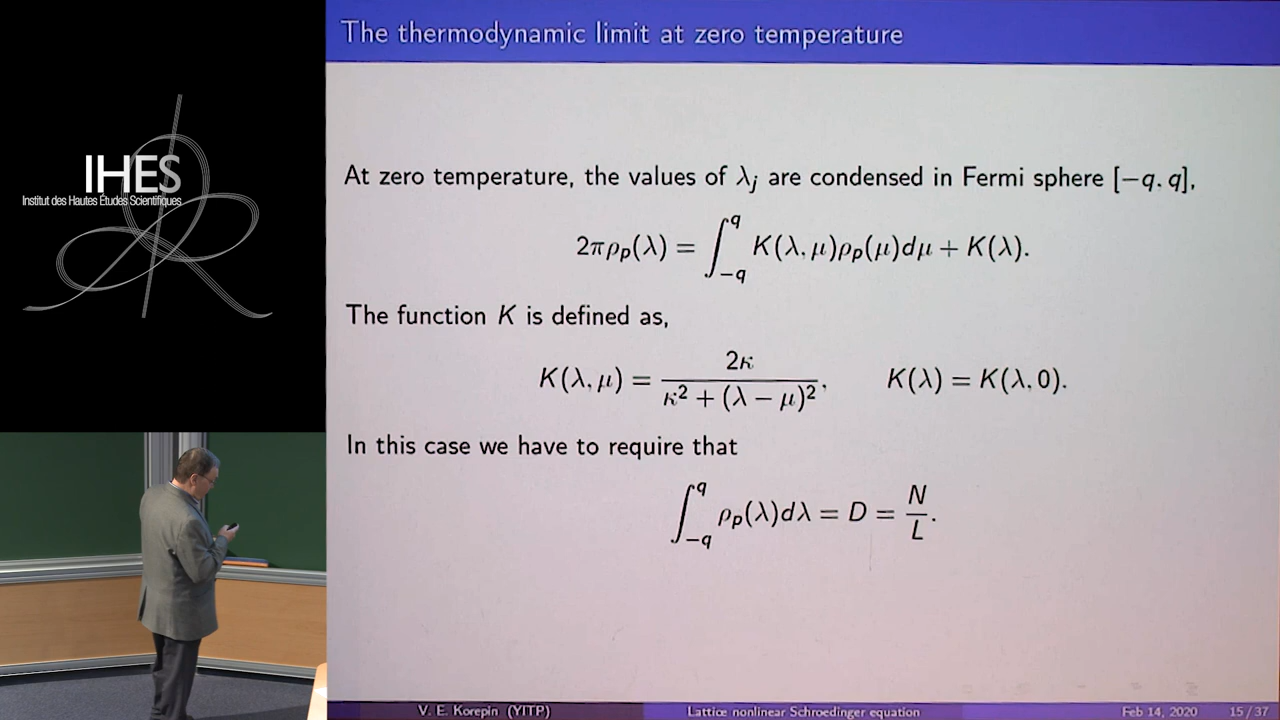 The thermodynamic limit at zero temperature
IHES
Institut des Hautes Études Scientifiques
At zero temperature, the values of λ_j are condensed in Fermi sphere [−q, q],
2πρ_p(λ) = ∫_{−q}^{q} K(λ, μ)ρ_p(μ)dμ + K(λ).
The function K is defined as,
K(λ, μ) = 2κ / (κ² + (λ − μ)²), K(λ) = K(λ, 0).
In this case we have to require that
∫_{−q}^{q} ρ_p(λ)dλ = D = N/L.
V. E. Korepin (YITP) Lattice nonlinear Schroedinger equation Feb 14, 2020 15 / 37